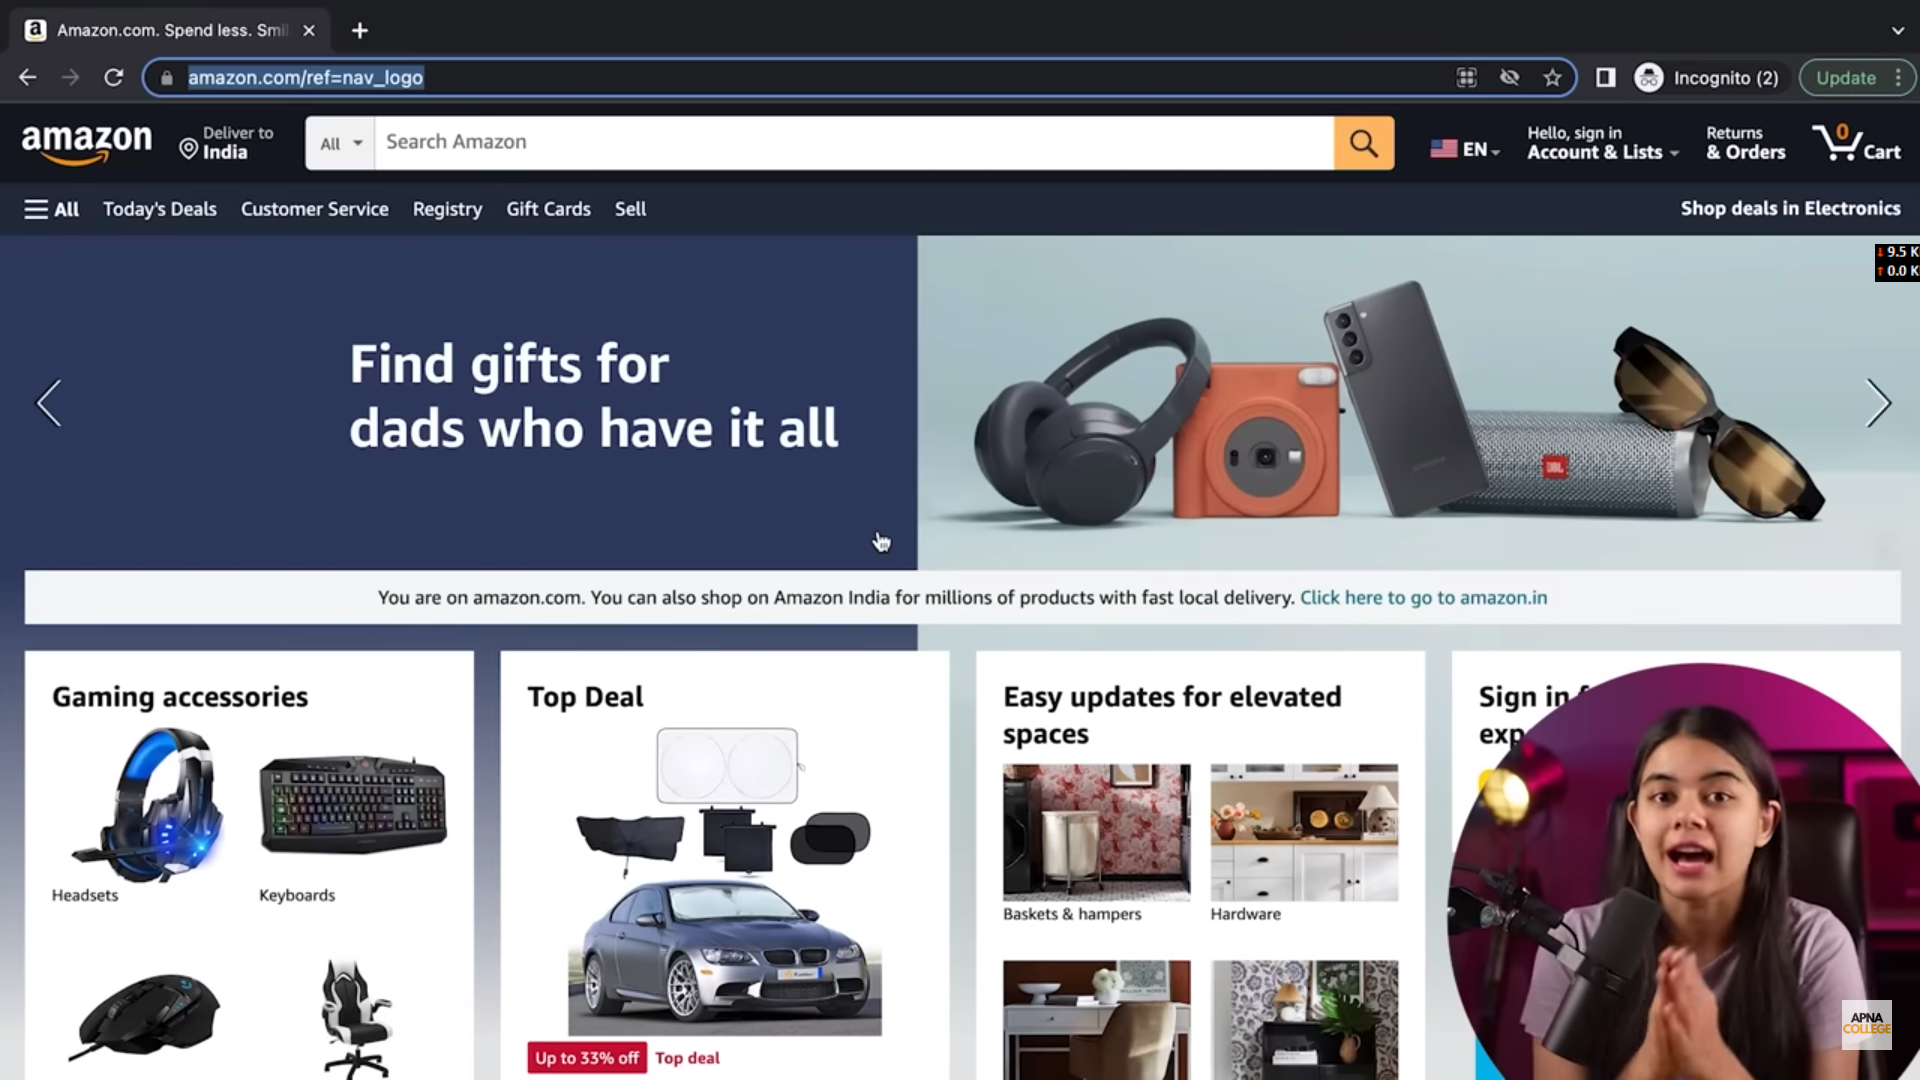 Amazon.com. Spend less. Smil
amazon.com/ref=nav_logo
Incognito (2)
Update
amazon
Deliver to
India
All
Search Amazon
EN
Hello, sign in
Account & Lists
Returns
& Orders
0
Cart
All
Today's Deals
Customer Service
Registry
Gift Cards
Sell
Shop deals in Electronics
9.5 K
0.0 K
Find gifts for
dads who have it all
JBL
SAMSUNG
You are on amazon.com. You can also shop on Amazon India for millions of products with fast local delivery. Click here to go to amazon.in
Gaming accessories
Headsets
Keyboards
Top Deal
Up to 33% off
Top deal
Easy updates for elevated
spaces
Baskets & hampers
Hardware
Sign in f
exp
APNA
COLLEGE